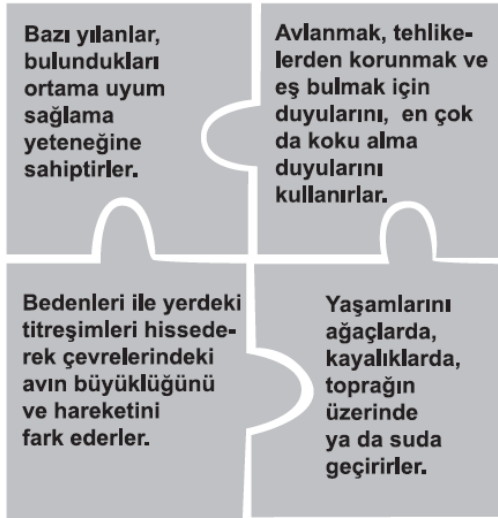 Bazı yılanlar,
bulundukları
ortama uyum
sağlama
yeteneğine
sahiptirler.
Avlanmak, tehlike-
lerden korunmak ve
eş bulmak için
duyularını, en çok
da koku alma
duyularını
kullanırlar.
Bedenleri ile yerdeki
titreşimleri hissede-
rek çevrelerindeki
avın büyüklüğünü
ve hareketini
fark ederler.
Yaşamlarını
ağaçlarda,
kayalıklarda,
toprağın
üzerinde
ya da suda
geçirirler.